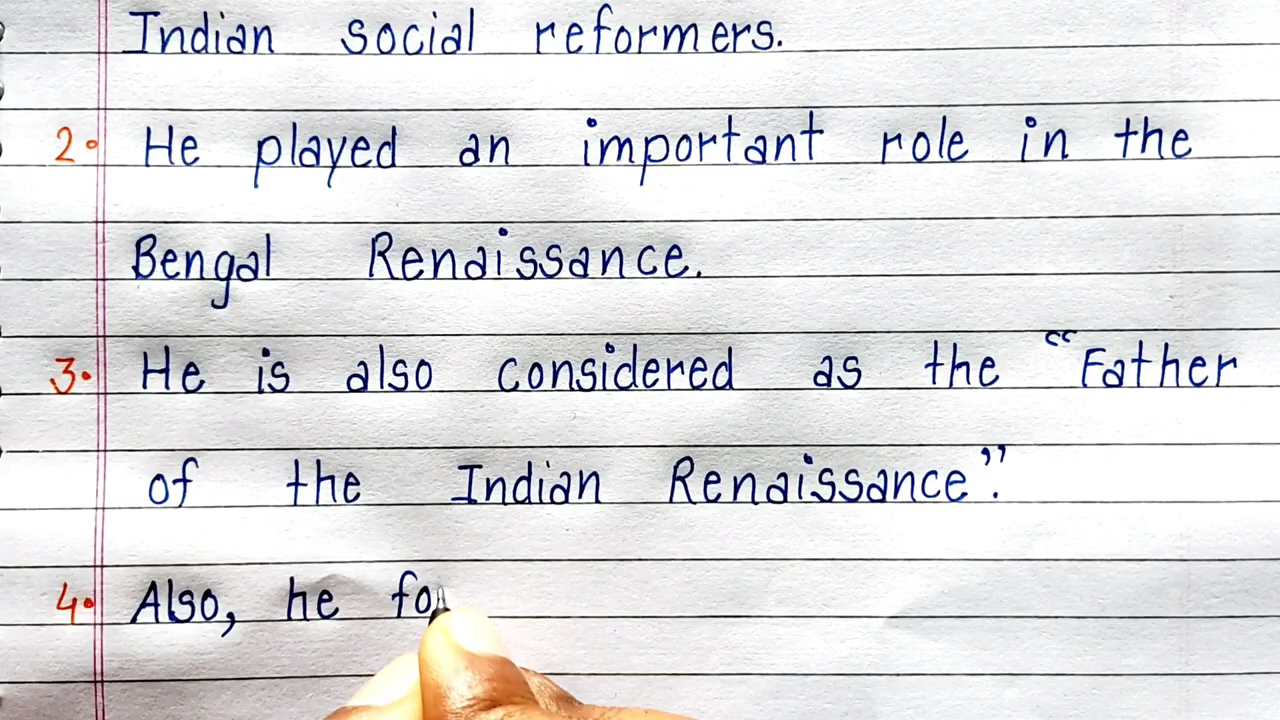 Indian social reformers.
2. He played an important role in the
Bengal Renaissance.
3. He is also considered as the "Father
of the Indian Renaissance".
4. Also, he fo